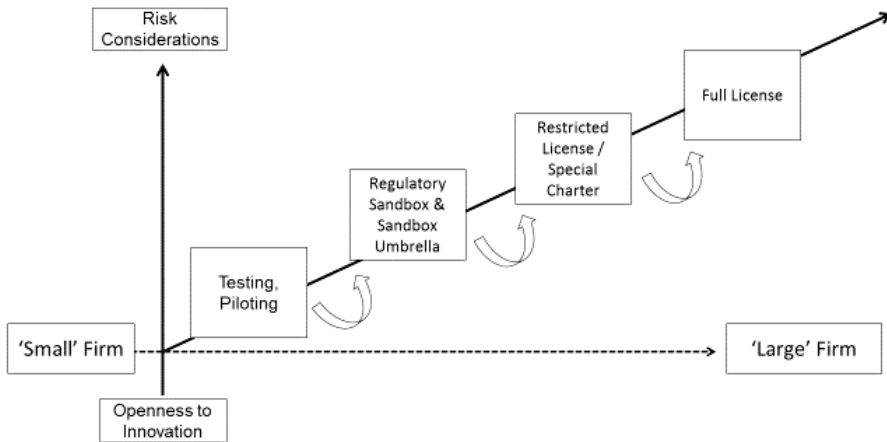 Risk
Considerations
Full License
Restricted
License /
Special
Charter
Regulatory
Sandbox &
Sandbox
Umbrella
Testing,
Piloting
‘Small’ Firm
‘Large’ Firm
Openness to
Innovation